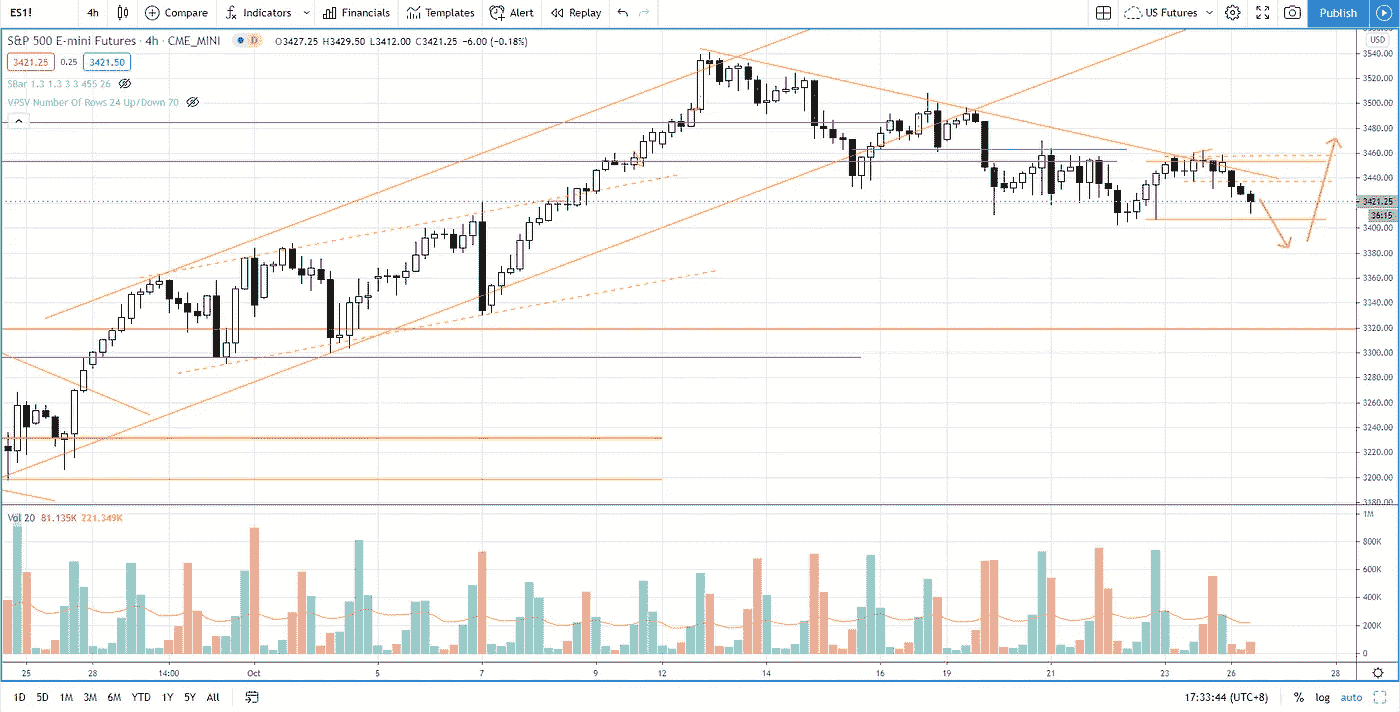 ES1! 4h Compare Indicators Financials Templates Alert Replay US Futures Publish
S&P 500 E-mini Futures · 4h · CME_MINI D O3427.25 H3429.50 L3412.00 C3421.25 -6.00 (-0.18%)
USD
3421.25 0.25 3421.50
SBar 1.3 1.3 3 3 455 26
VPSV Number Of Rows 24 Up/Down 70
3540.00
3520.00
3500.00
3480.00
3460.00
3440.00
3421.25
36:15
3400.00
3380.00
3360.00
3340.00
3320.00
3300.00
3280.00
3260.00
3240.00
3220.00
3200.00
3180.00
Vol 20 81.135K 221.349K
1M
800K
600K
400K
200K
0
25 28 14:00 Oct 5 7 9 12 14 16 19 21 23 26 28
1D 5D 1M 3M 6M YTD 1Y 5Y All 17:33:44 (UTC+8) % log auto